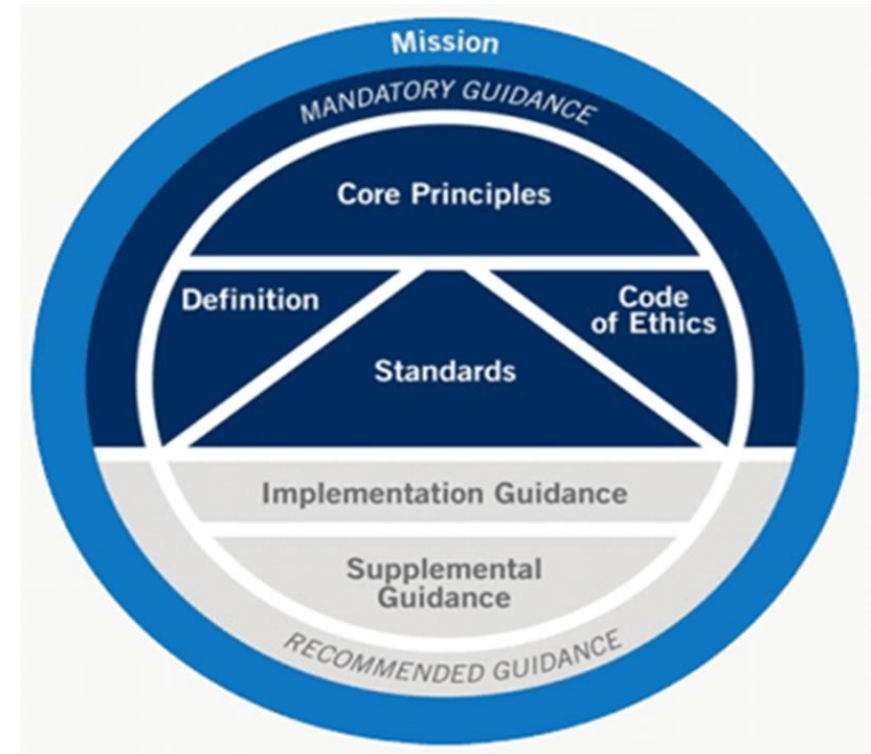 Mission
MANDATORY GUIDANCE
Core Principles
Definition
Code
of Ethics
Standards
Implementation Guidance
Supplemental
Guidance
RECOMMENDED GUIDANCE